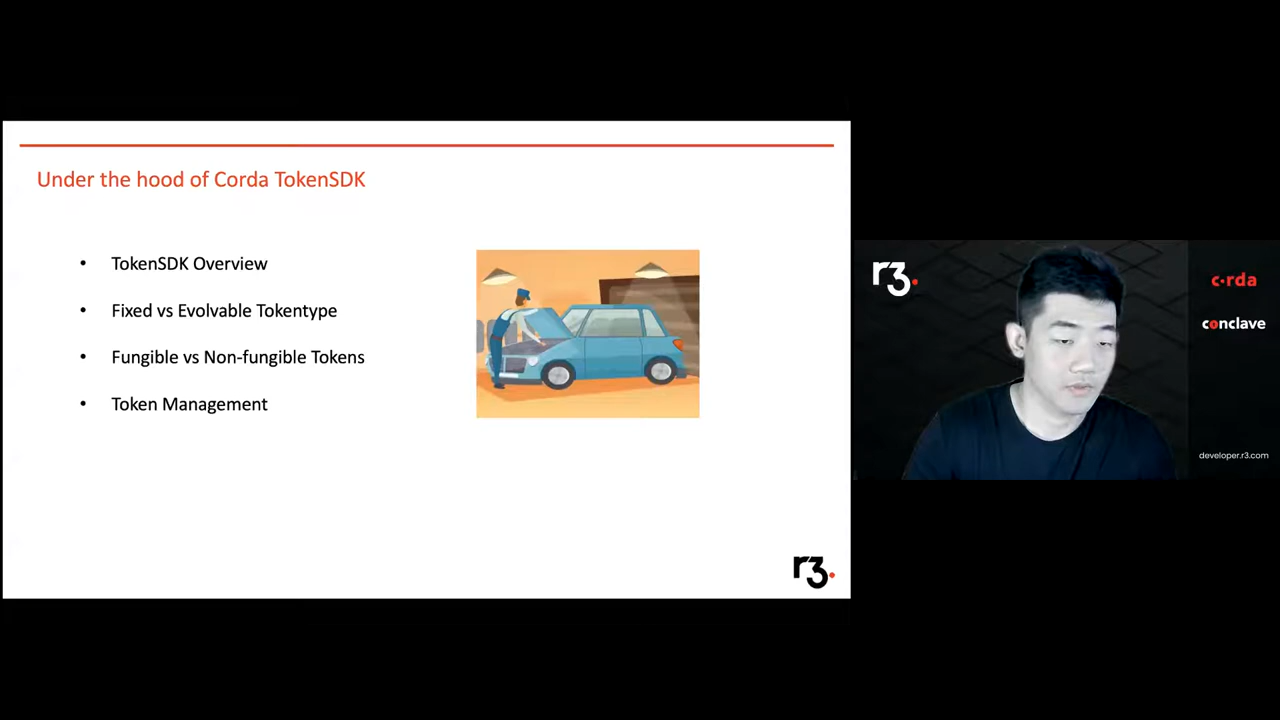 Under the hood of Corda TokenSDK
• TokenSDK Overview
• Fixed vs Evolvable Tokentype
• Fungible vs Non-fungible Tokens
• Token Management
r3.
r3.
c•rda
conclave
developer.r3.com